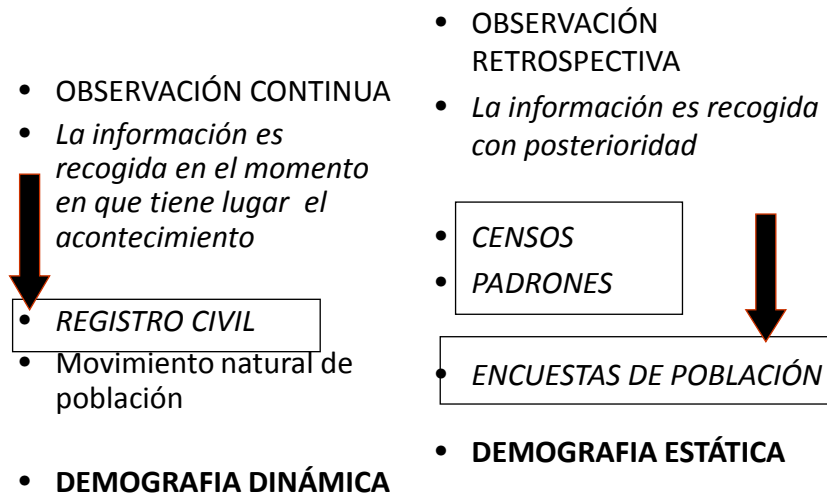 • OBSERVACIÓN CONTINUA
• La información es
recogida en el momento
en que tiene lugar el
acontecimiento
• REGISTRO CIVIL
• Movimiento natural de
población
• DEMOGRAFIA DINÁMICA
• OBSERVACIÓN
RETROSPECTIVA
• La información es recogida
con posterioridad
• CENSOS
• PADRONES
• ENCUESTAS DE POBLACIÓN
• DEMOGRAFIA ESTÁTICA